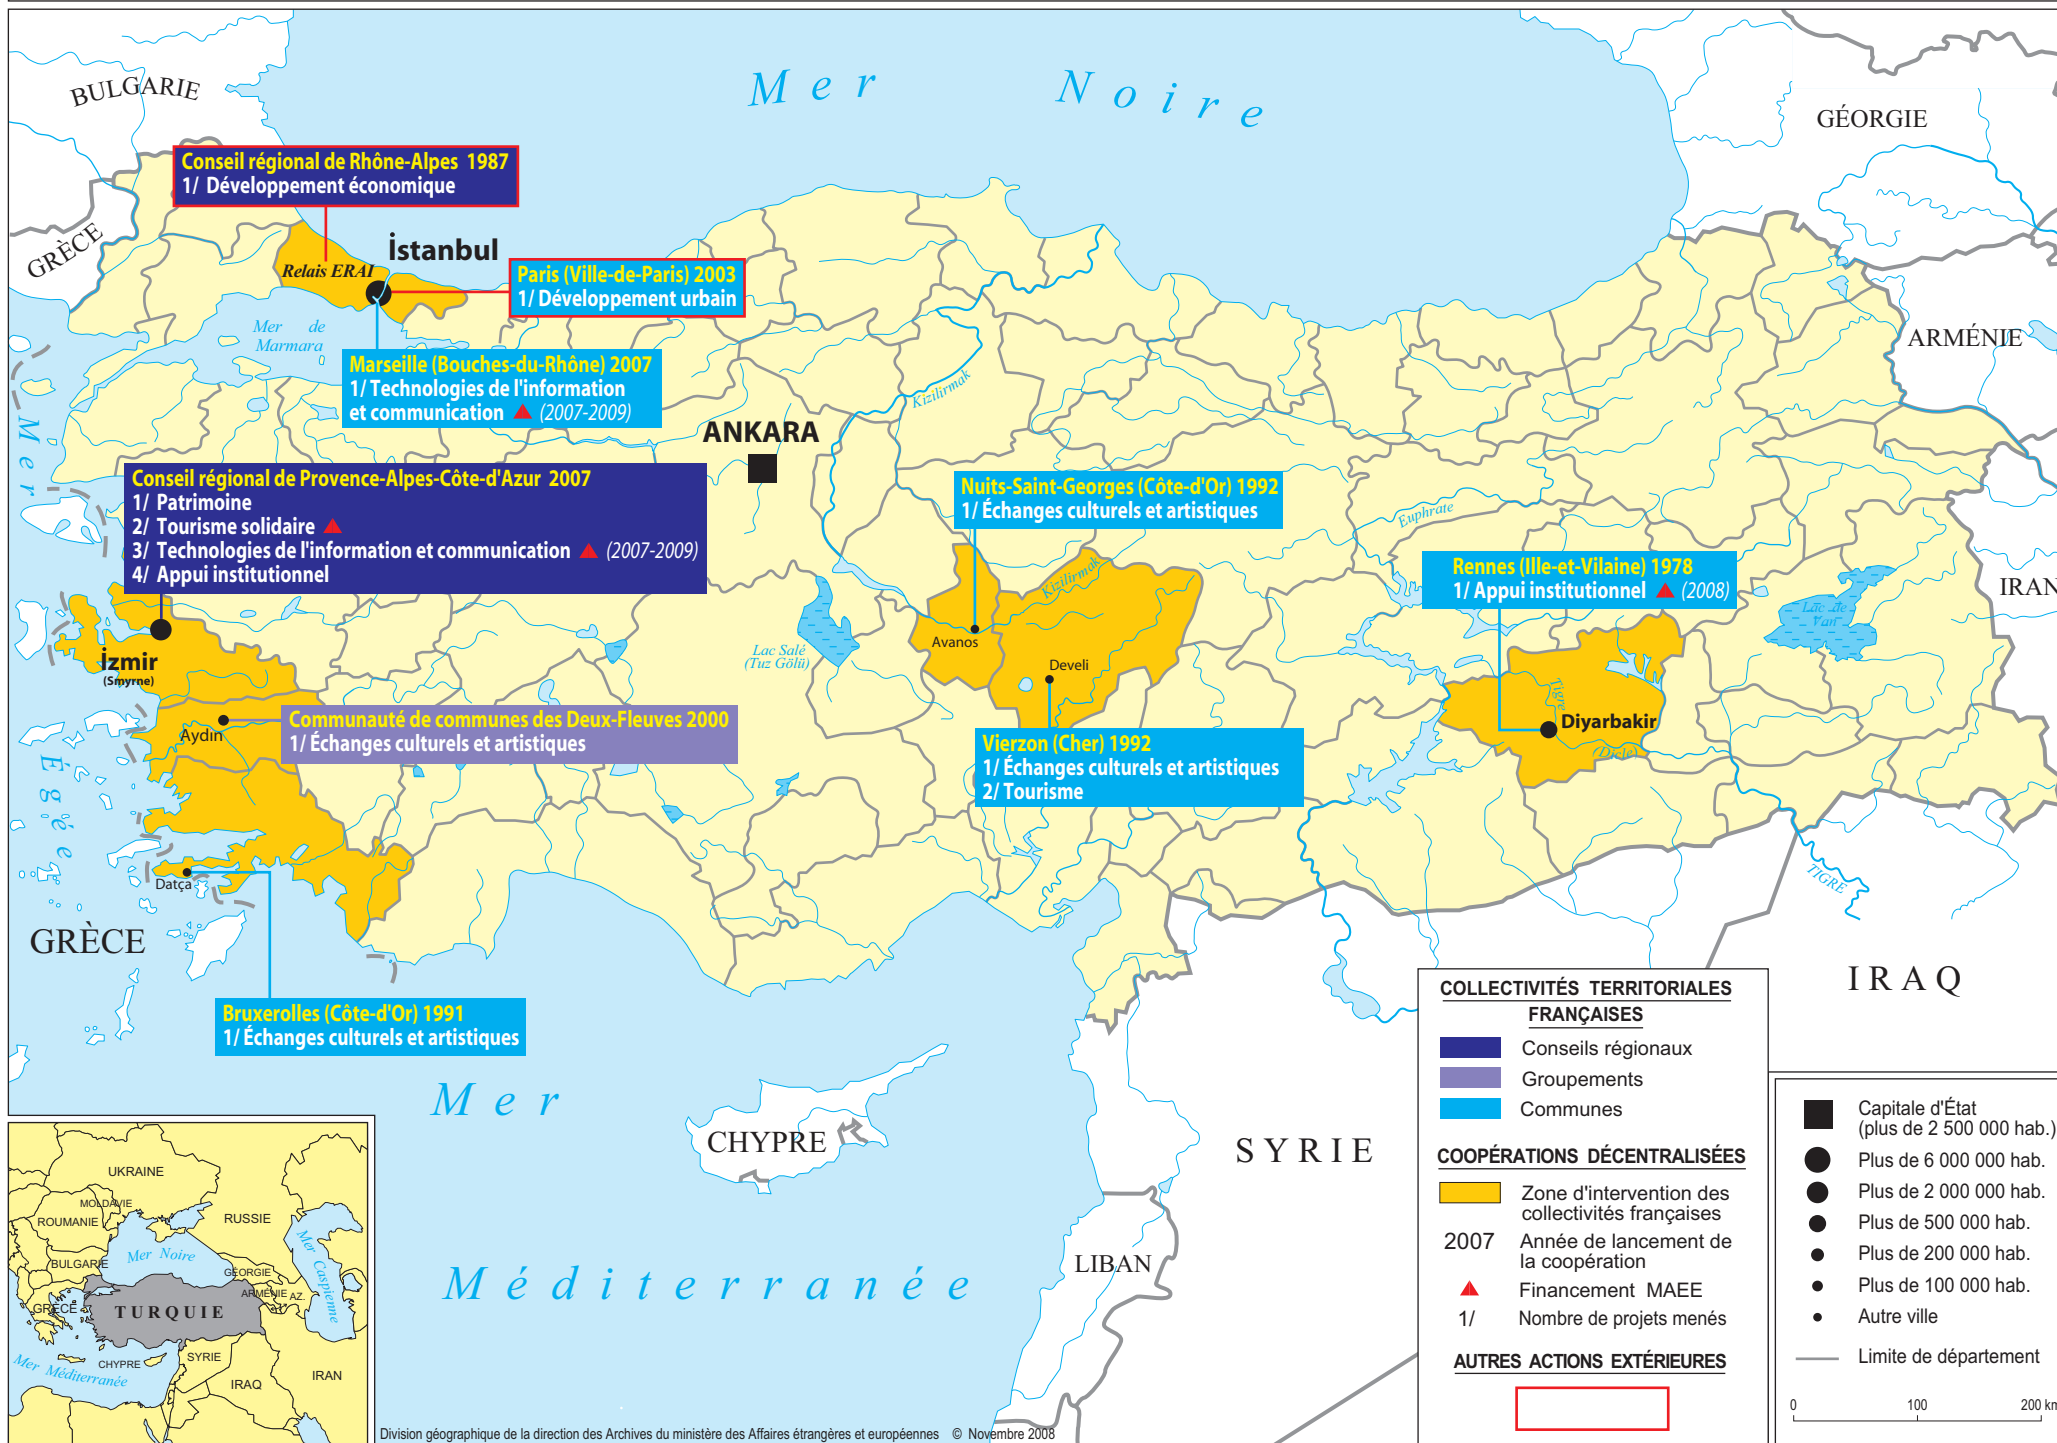 BULGARIE
Mer Noire
GÉORGIE
Conseil régional de Rhône-Alpes 1987
1/ Développement économique
GRÈCE
İstanbul
Relais ERAI
Paris (Ville-de-Paris) 2003
1/ Développement urbain
Mer de
Marmara
ARMÉNIE
Marseille (Bouches-du-Rhône) 2007
1/ Technologies de l'information
et communication (2007-2009)
Kizilirmak
ANKARA
Mer Égée
Conseil régional de Provence-Alpes-Côte-d'Azur 2007
1/ Patrimoine
2/ Tourisme solidaire
3/ Technologies de l'information et communication (2007-2009)
4/ Appui institutionnel
Nuits-Saint-Georges (Côte-d'Or) 1992
1/ Échanges culturels et artistiques
Euphrate
Rennes (Ille-et-Vilaine) 1978
1/ Appui institutionnel (2008)
IRAN
Kizilirmak
Lac de
Van
Avanos
Lac Salé
(Tuz Gölü)
Develi
İzmir
(Smyrne)
Tigre
Diyarbakir
(Dicle)
Communauté de communes des Deux-Fleuves 2000
1/ Échanges culturels et artistiques
Aydin
Vierzon (Cher) 1992
1/ Échanges culturels et artistiques
2/ Tourisme
TIGRE
Datça
GRÈCE
IRAQ
Bruxerolles (Côte-d'Or) 1991
1/ Échanges culturels et artistiques
Mer
Méditerranée
CHYPRE
SYRIE
LIBAN
COLLECTIVITÉS TERRITORIALES
FRANÇAISES
Conseils régionaux
Groupements
Communes
COOPÉRATIONS DÉCENTRALISÉES
Zone d'intervention des
collectivités françaises
2007 Année de lancement de
la coopération
Financement MAEE
1/ Nombre de projets menés
AUTRES ACTIONS EXTÉRIEURES
Capitale d'État
(plus de 2 500 000 hab.)
Plus de 6 000 000 hab.
Plus de 2 000 000 hab.
Plus de 500 000 hab.
Plus de 200 000 hab.
Plus de 100 000 hab.
Autre ville
Limite de département
0 100 200 km
UKRAINE
MOLDAVIE
ROUMANIE
RUSSIE
Mer Noire
Mer Caspienne
BULGARIE
GÉORGIE
ARMÉNIE
AZ.
GRÈCE
TURQUIE
CHYPRE
SYRIE
Mer Méditerranée
IRAQ
IRAN
Division géographique de la direction des Archives du ministère des Affaires étrangères et européennes © Novembre 2008